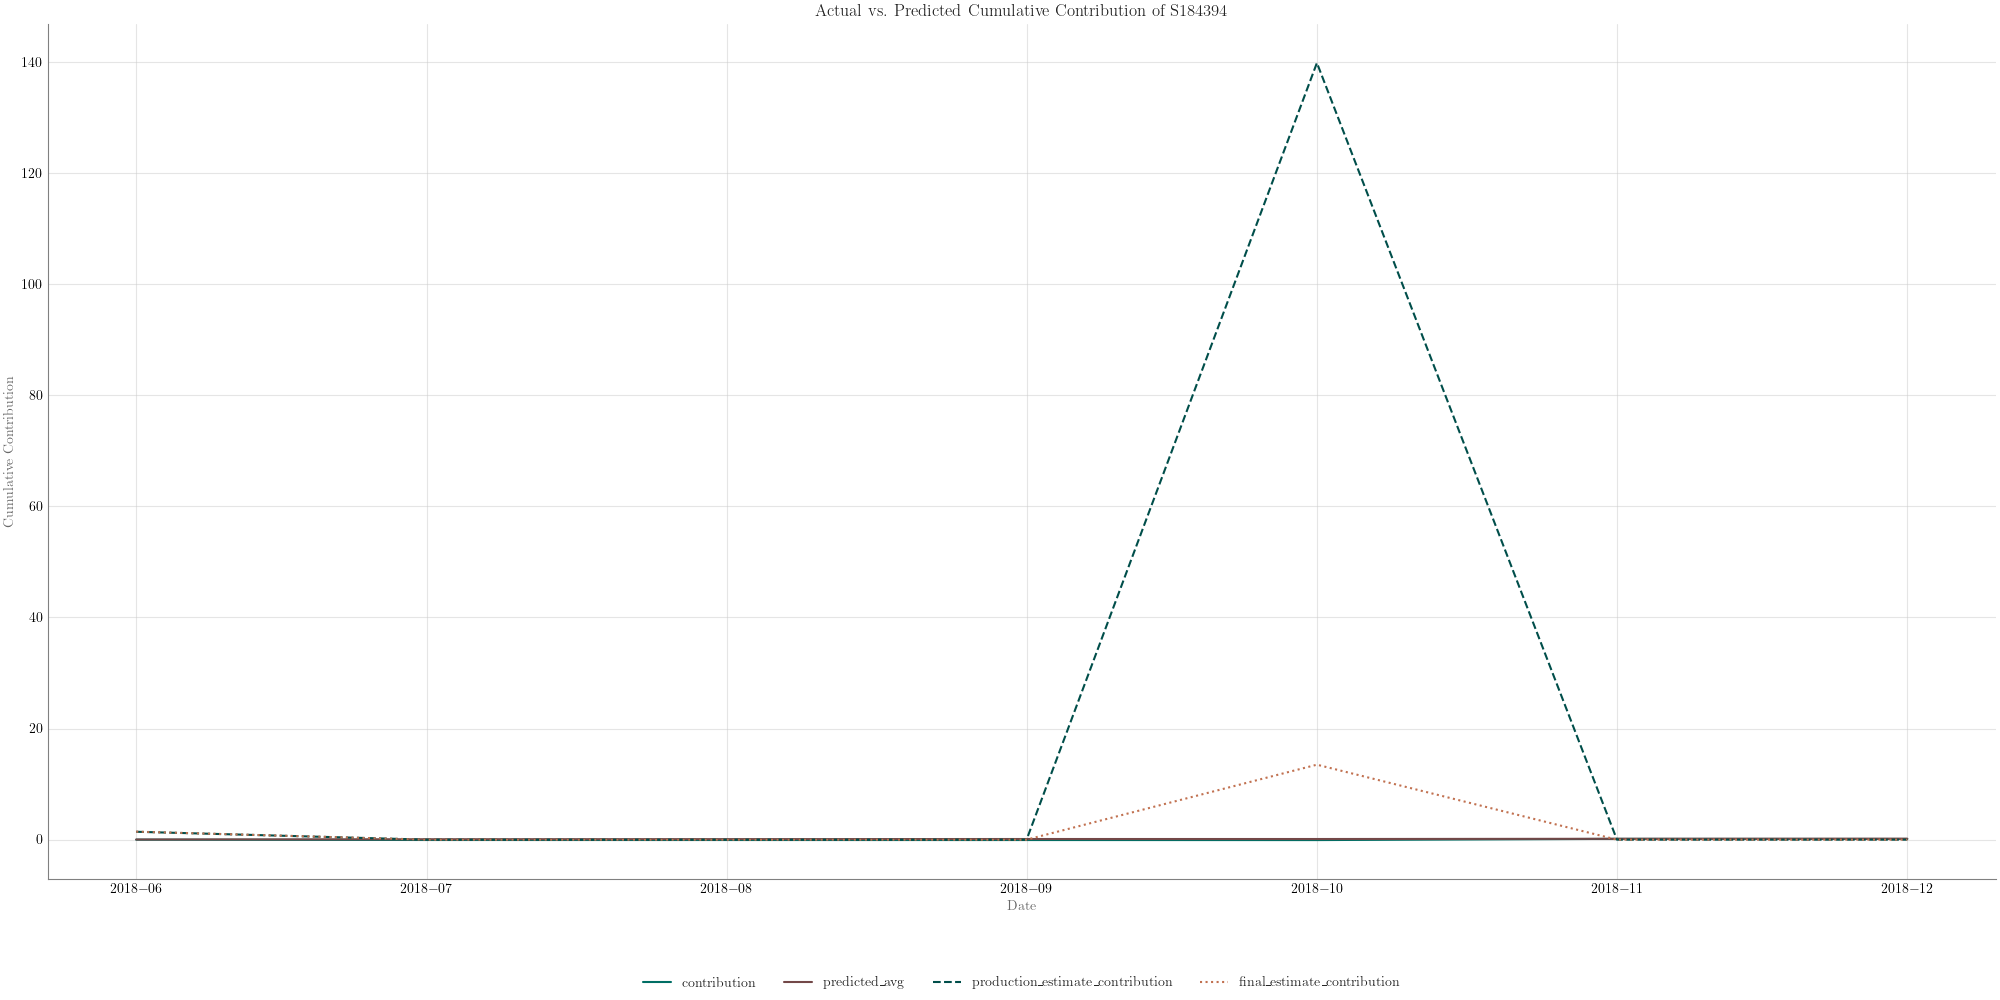 Actual vs. Predicted Cumulative Contribution of S184394
140
120
100
80
60
40
20
0
Cumulative Contribution
2018–06 2018–07 2018–08 2018–09 2018–10 2018–11 2018–12
Date
contribution predicted_avg production_estimate_contribution final_estimate_contribution